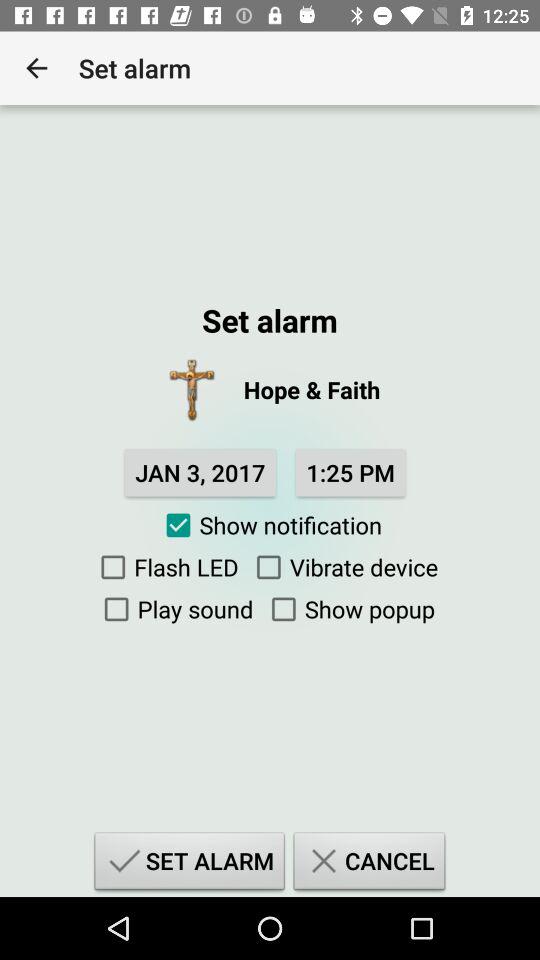 12:25
Set alarm
Set alarm
Hope & Faith
JAN 3, 2017 1:25 PM
Show notification
Flash LED Vibrate device
Play sound Show popup
SET ALARM CANCEL